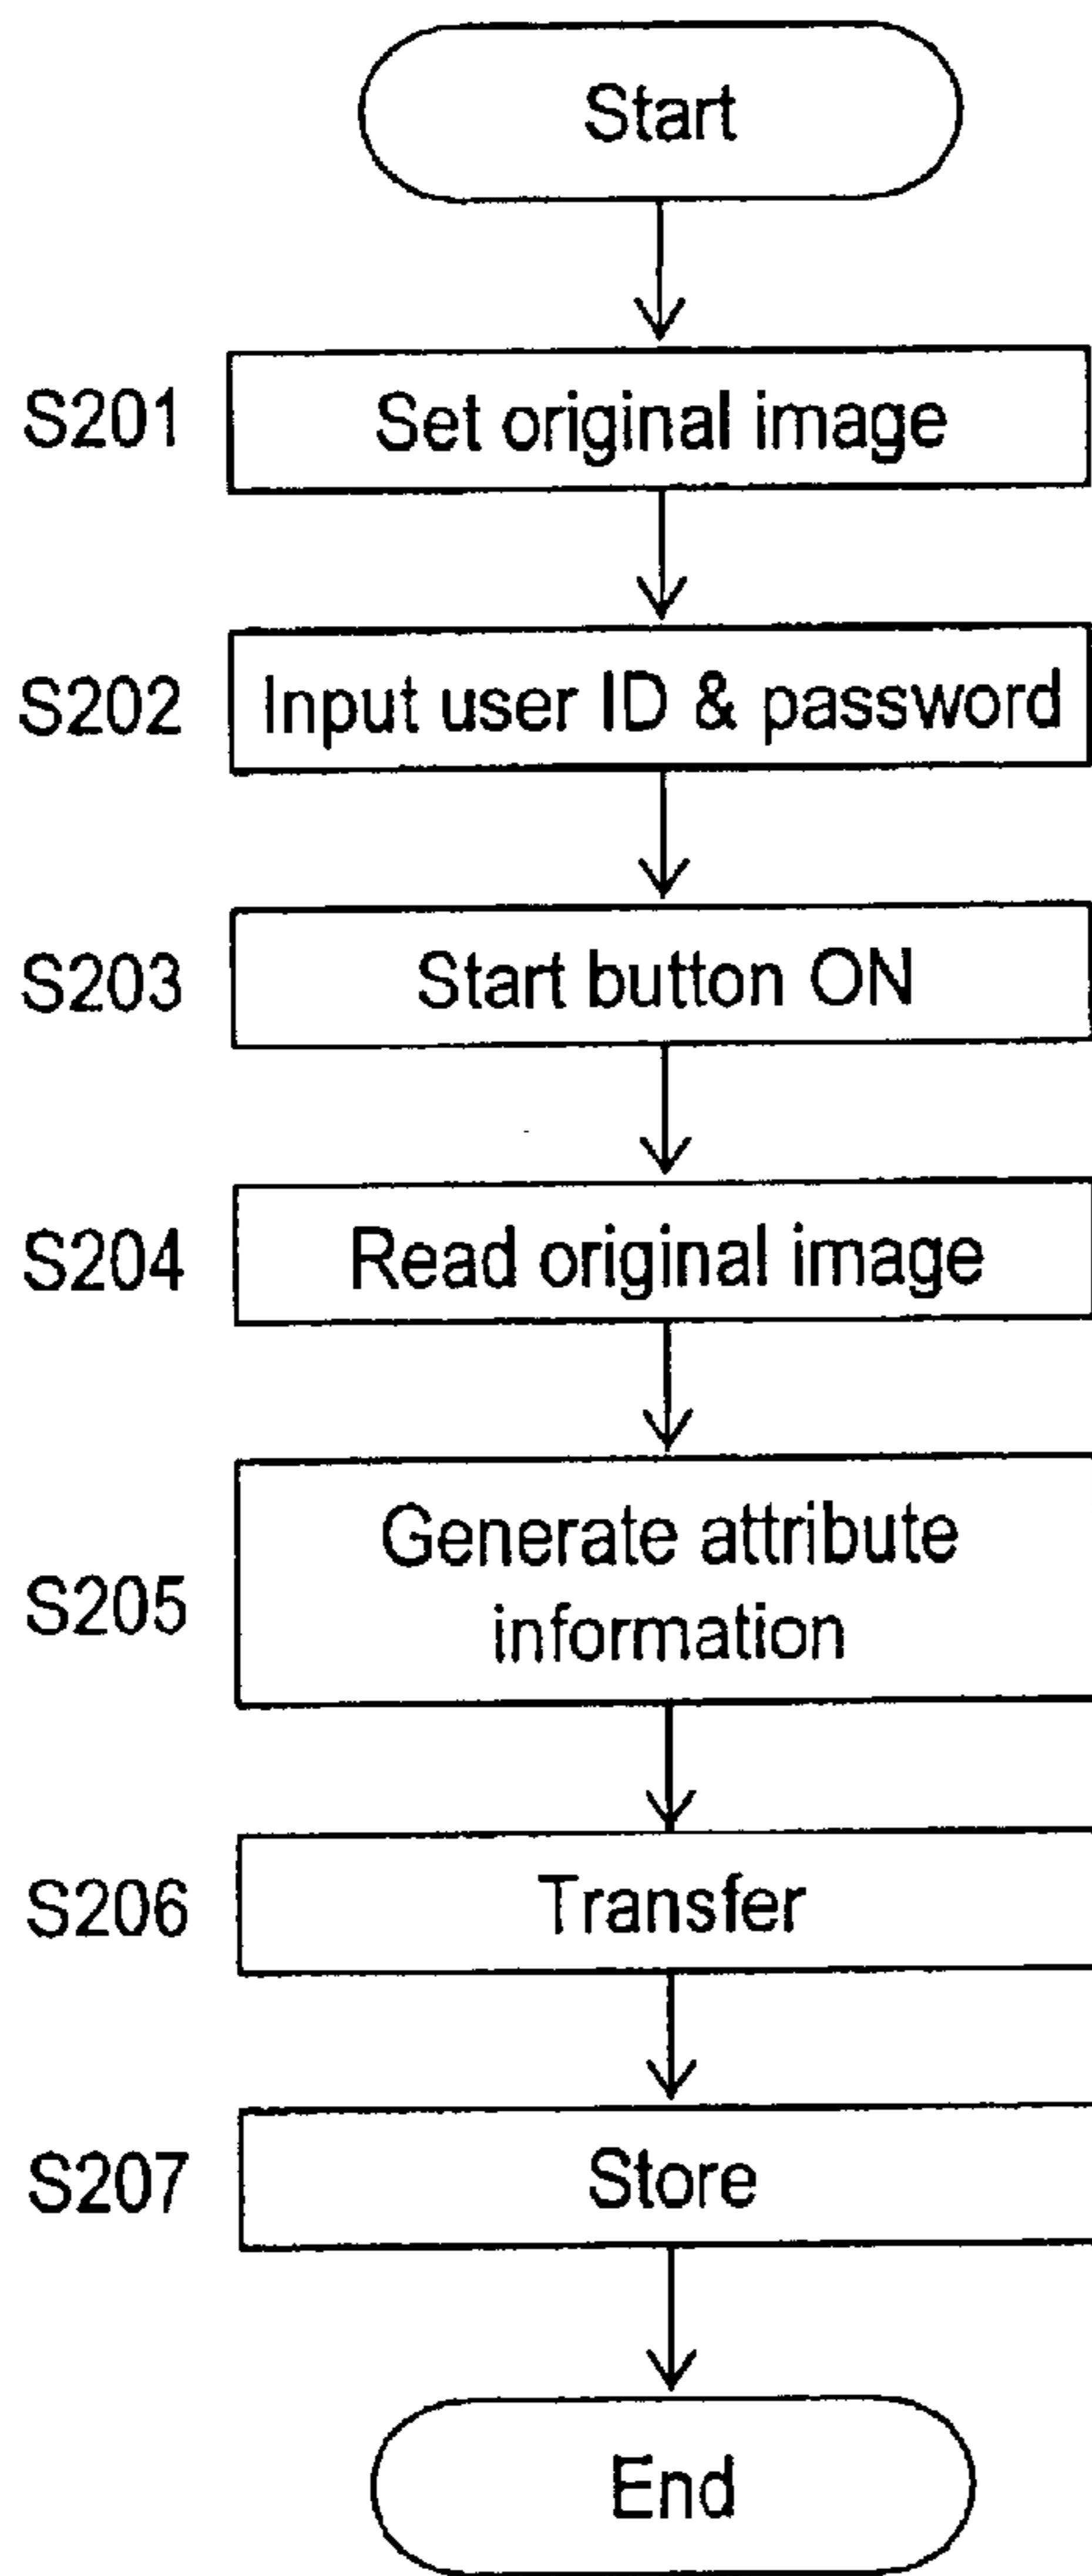 Start
S201 Set original image
S202 Input user ID & password
S203 Start button ON
S204 Read original image
S205 Generate attribute
information
S206 Transfer
S207 Store
End